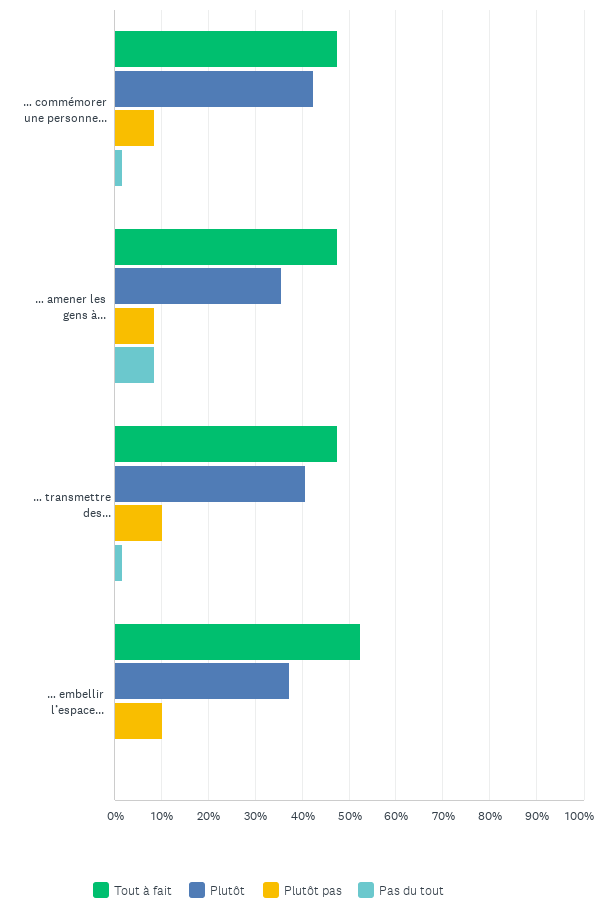 ... commémorer
une personne...
... amener les
gens à...
... transmettre
des...
... embellir
l'espace...
0% 10% 20% 30% 40% 50% 60% 70% 80% 90% 100%
Tout à fait Plutôt Plutôt pas Pas du tout